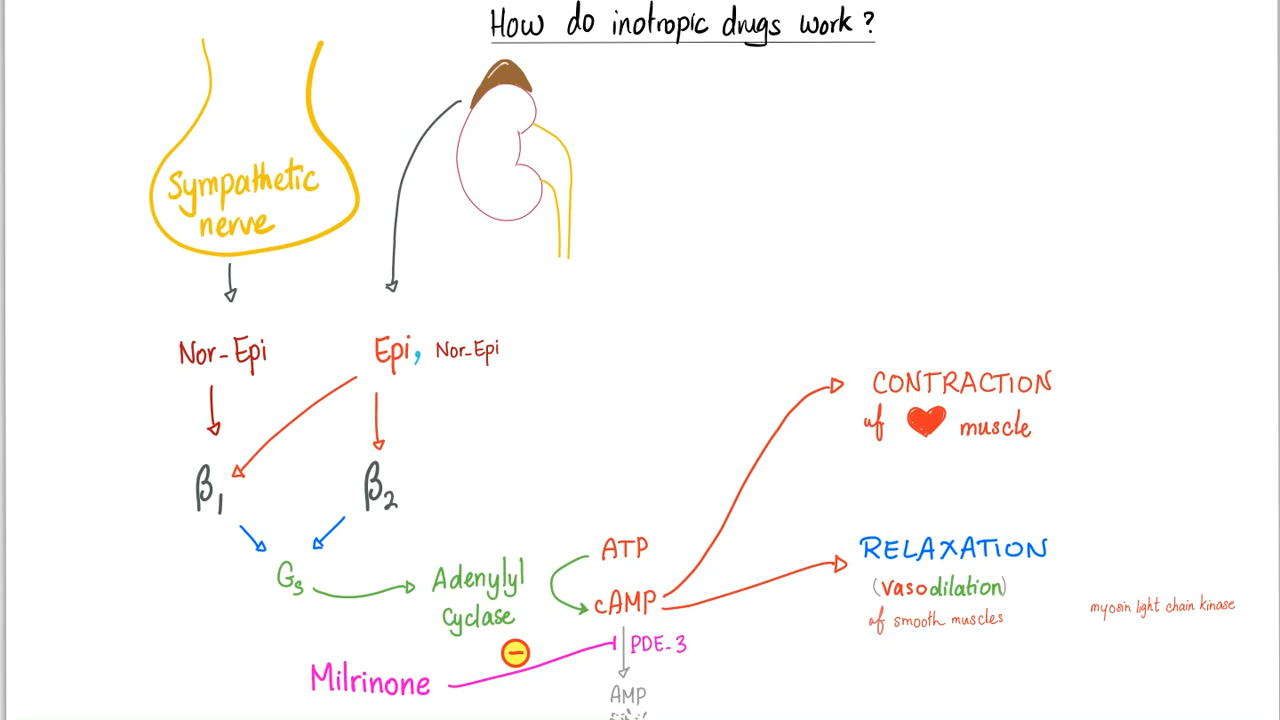 How do inotropic drugs work?
Sympathetic
nerve
Nor-Epi
Epi, Nor-Epi
β1
β2
Gs
Adenylyl
cyclase
ATP
cAMP
PDE-3
AMP
Milrinone
−
CONTRACTION
of ❤ muscle
RELAXATION
(vasodilation)
of smooth muscles
myosin light chain kinase